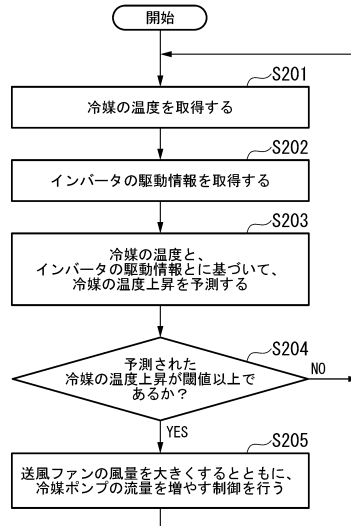 開始
S201
冷媒の温度を取得する
S202
インバータの駆動情報を取得する
S203
冷媒の温度と、
インバータの駆動情報とに基づいて、
冷媒の温度上昇を予測する
S204
予測された
冷媒の温度上昇が閾値以上で
あるか？
NO
YES
S205
送風ファンの風量を大きくするとともに、
冷媒ポンプの流量を増やす制御を行う